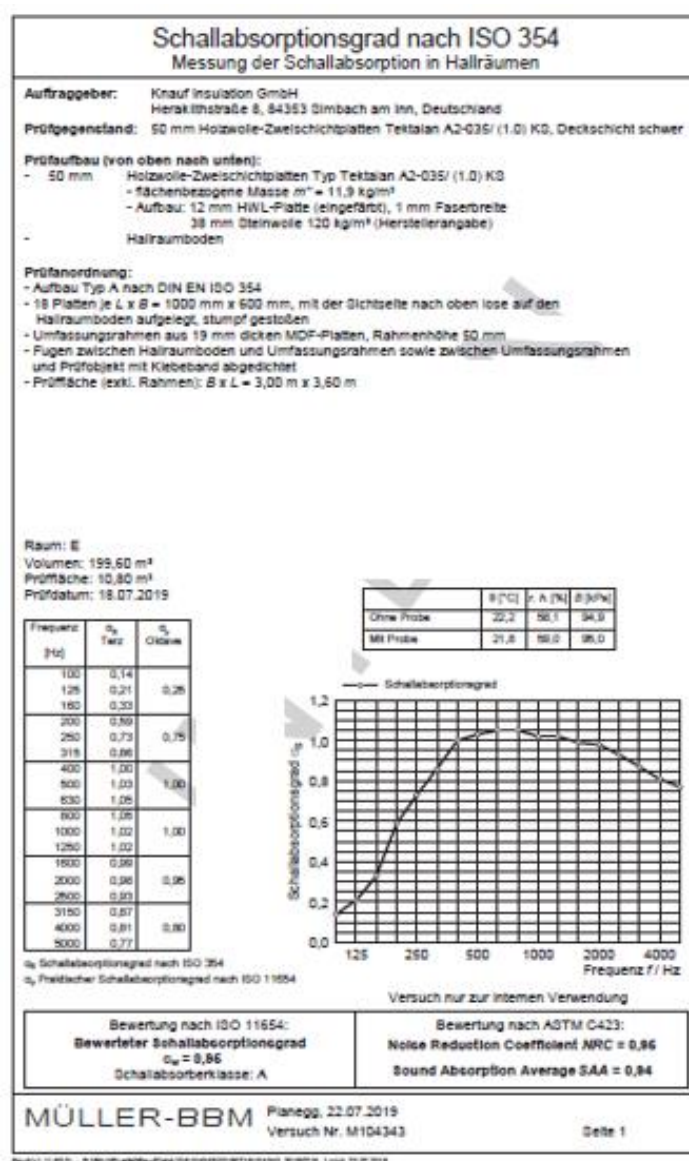 Schallabsorptionsgrad nach ISO 354
Messung der Schallabsorption in Hallräumen
Auftraggeber: Knauf Insulation GmbH
Heraklithstraße 8, 84353 Simbach am Inn, Deutschland
Prüfgegenstand: 50 mm Holzwolle-Zweischichtplatten Tektalan A2-035/ (1.0) KS, Deckschicht schwer
Prüfaufbau (von oben nach unten):
- 50 mm Holzwolle-Zweischichtplatten Typ Tektalan A2-035/ (1.0) KS
- flächenbezogene Masse m" = 11,9 kg/m²
- Aufbau: 12 mm HWL-Platte (eingefärbt), 1 mm Faserbreite
38 mm Steinwolle 120 kg/m³ (Herstellerangabe)
- Hallraumboden
Prüfanordnung:
- Aufbau Typ A nach DIN EN ISO 354
- 18 Platten je L x B = 1000 mm x 600 mm, mit der Sichtseite nach oben lose auf den
Hallraumboden aufgelegt, stumpf gestoßen
- Umfassungsrahmen aus 19 mm dicken MDF-Platten, Rahmenhöhe 50 mm
- Fugen zwischen Hallraumboden und Umfassungsrahmen sowie zwischen Umfassungsrahmen
und Prüfobjekt mit Klebeband abgedichtet
- Prüffläche (exkl. Rahmen): B x L = 3,00 m x 3,60 m
Raum: E
Volumen: 199,60 m³
Prüffläche: 10,80 m²
Prüfdatum: 18.07.2019
θ [°C] r. h. [%] B [kPa]
Ohne Probe 22,2 58,1 94,9
Mit Probe 21,8 59,0 95,0
Frequenz αs αp
Terz Oktave
[Hz]
100 0,14
125 0,21 0,25
160 0,33
200 0,59
250 0,73 0,75
315 0,86
400 1,00
500 1,03 1,00
630 1,05
800 1,05
1000 1,02 1,00
1250 1,02
1600 0,99
2000 0,98 0,95
2500 0,93
3150 0,87
4000 0,81 0,80
5000 0,77
Schallabsorptionsgrad
Schallabsorptionsgrad αs
1,2
1,0
0,8
0,6
0,4
0,2
0,0
125 250 500 1000 2000 4000
Frequenz f / Hz
αs Schallabsorptionsgrad nach ISO 354
αp Praktischer Schallabsorptionsgrad nach ISO 11654
Versuch nur zur internen Verwendung
Bewertung nach ISO 11654:
Bewerteter Schallabsorptionsgrad
αw = 0,95
Schallabsorberklasse: A
Bewertung nach ASTM C423:
Noise Reduction Coefficient NRC = 0,95
Sound Absorption Average SAA = 0,94
MÜLLER-BBM
Planegg, 22.07.2019
Versuch Nr. M104343
Seite 1